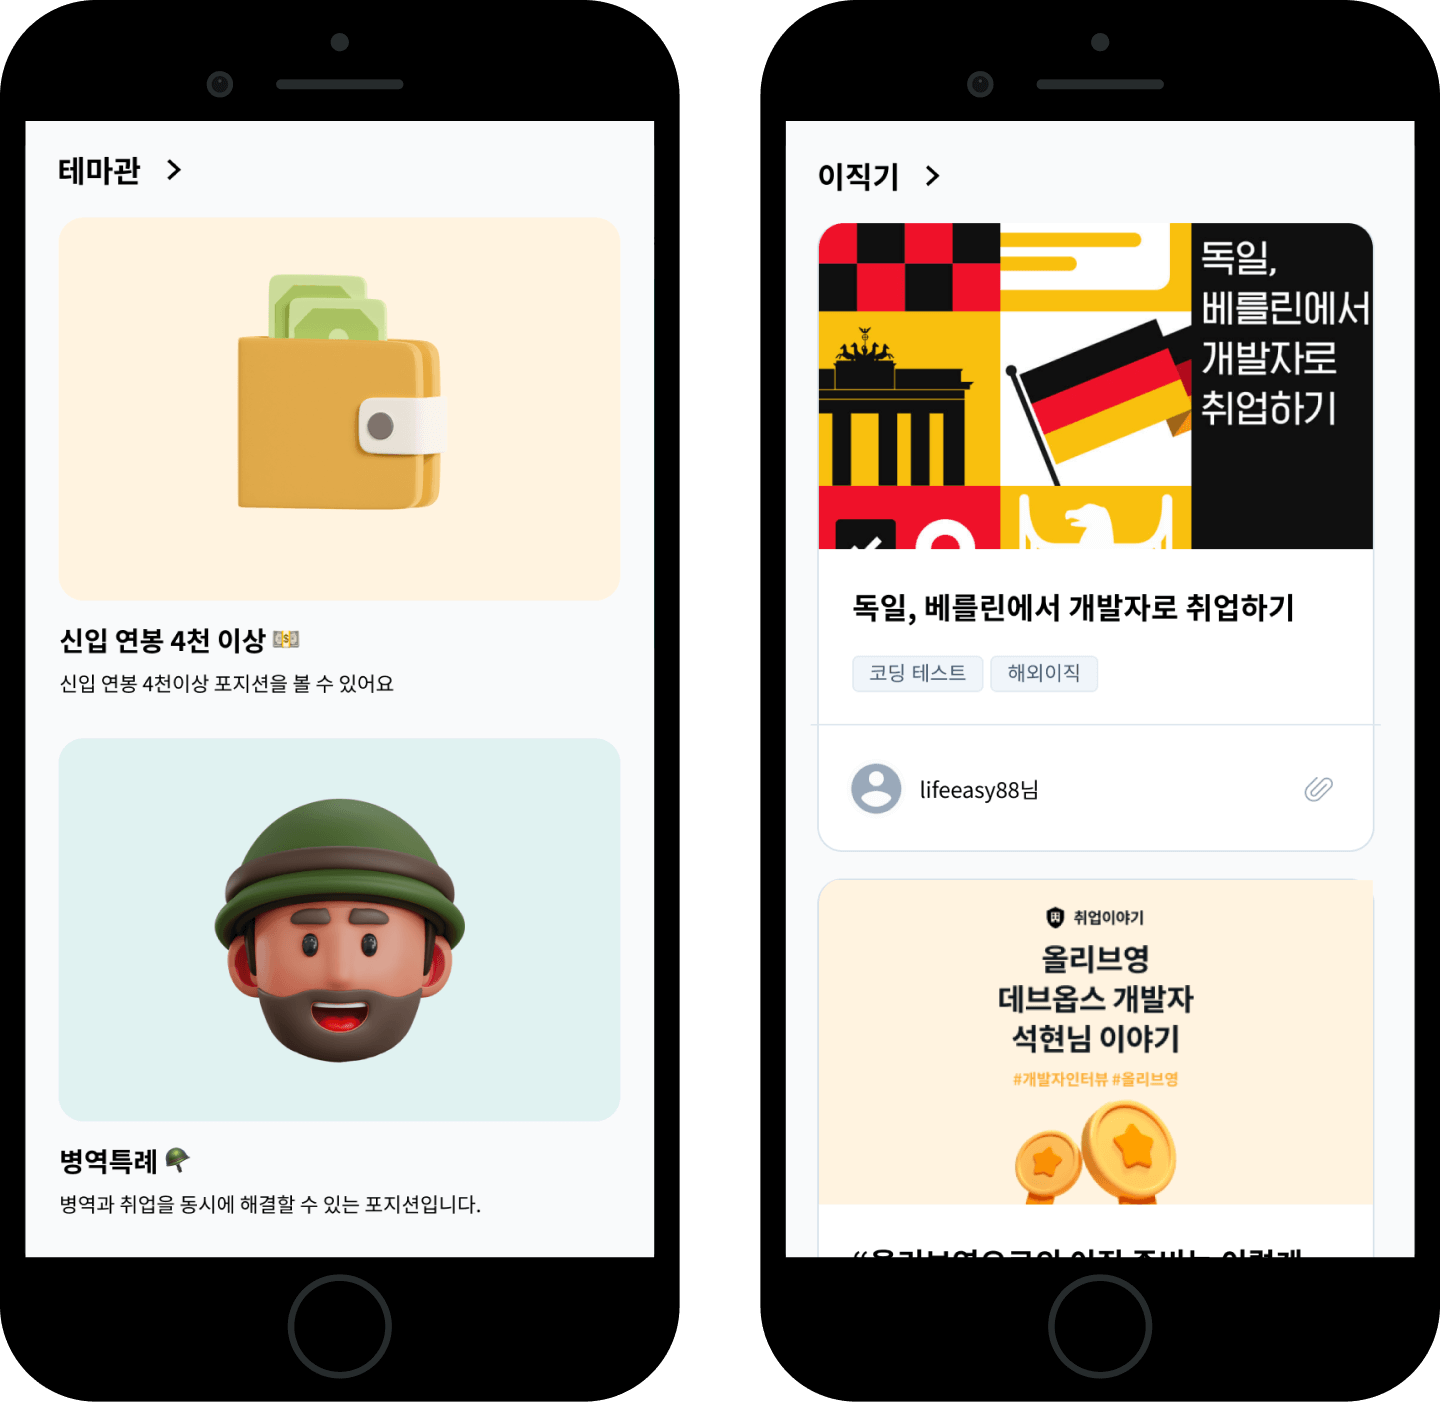 테마관
신입 연봉 4천 이상
신입 연봉 4천이상 포지션을 볼 수 있어요
병역특례
병역과 취업을 동시에 해결할 수 있는 포지션입니다.
이직기
독일,
베를린에서
개발자로
취업하기
독일, 베를린에서 개발자로 취업하기
코딩 테스트
해외이직
lifeeasy88님
취업이야기
올리브영
데브옵스 개발자
석현님 이야기
#개발자인터뷰 #올리브영